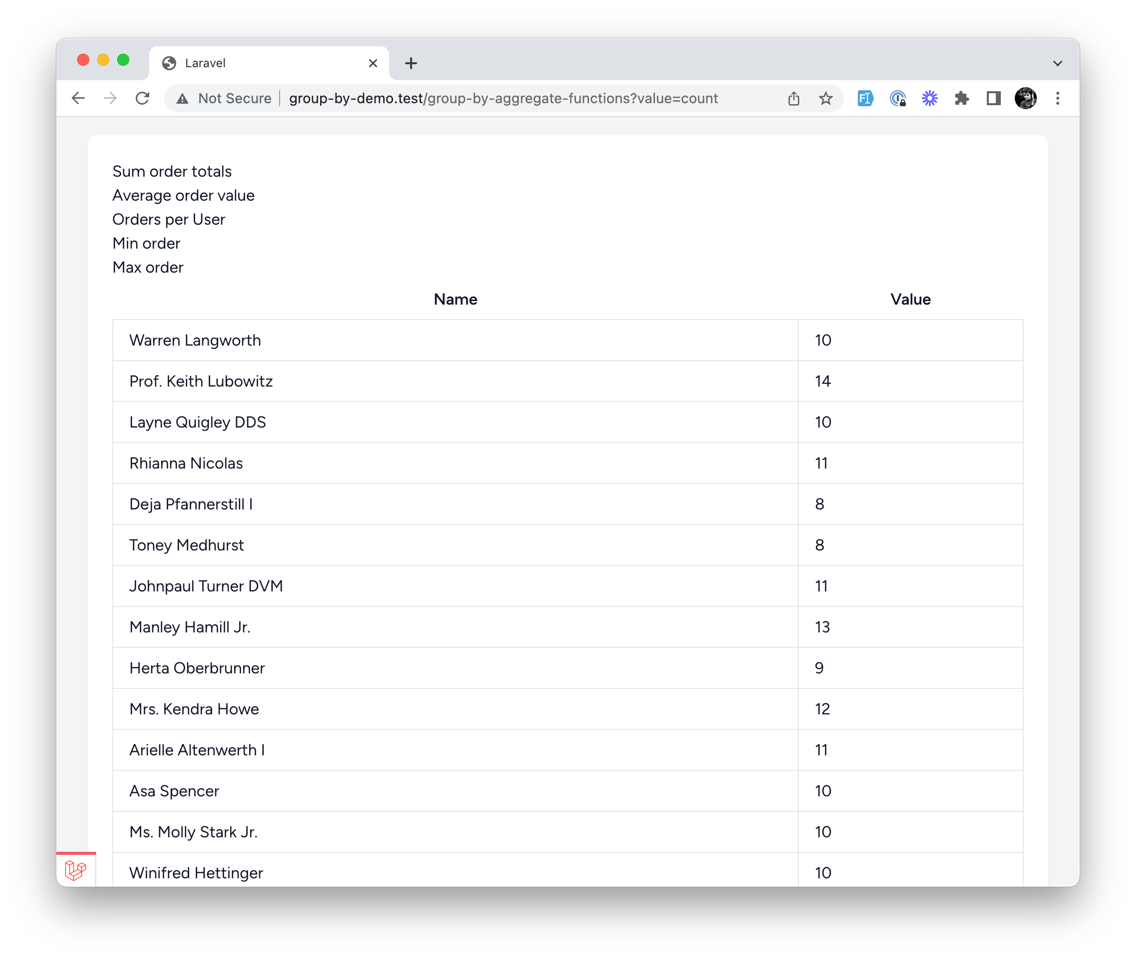 Laravel
Not Secure group-by-demo.test/group-by-aggregate-functions?value=count
Sum order totals
Average order value
Orders per User
Min order
Max order
Name Value
Warren Langworth 10
Prof. Keith Lubowitz 14
Layne Quigley DDS 10
Rhianna Nicolas 11
Deja Pfannerstill I 8
Toney Medhurst 8
Johnpaul Turner DVM 11
Manley Hamill Jr. 13
Herta Oberbrunner 9
Mrs. Kendra Howe 12
Arielle Altenwerth I 11
Asa Spencer 10
Ms. Molly Stark Jr. 10
Winifred Hettinger 10